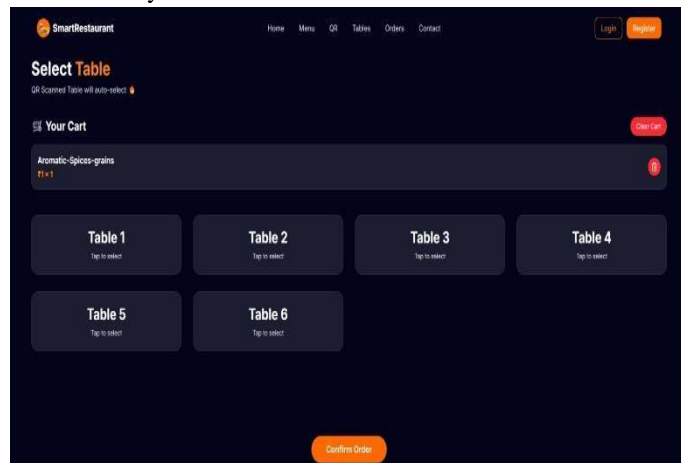 SmartRestaurant
Home Menu QR Tables Orders Contact
Login Register
Select Table
QR Scanned Table will auto-select
Your Cart
Clear Cart
Aromatic-Spices-grains
₹1 × 1
Table 1
Tap to select
Table 2
Tap to select
Table 3
Tap to select
Table 4
Tap to select
Table 5
Tap to select
Table 6
Tap to select
Confirm Order